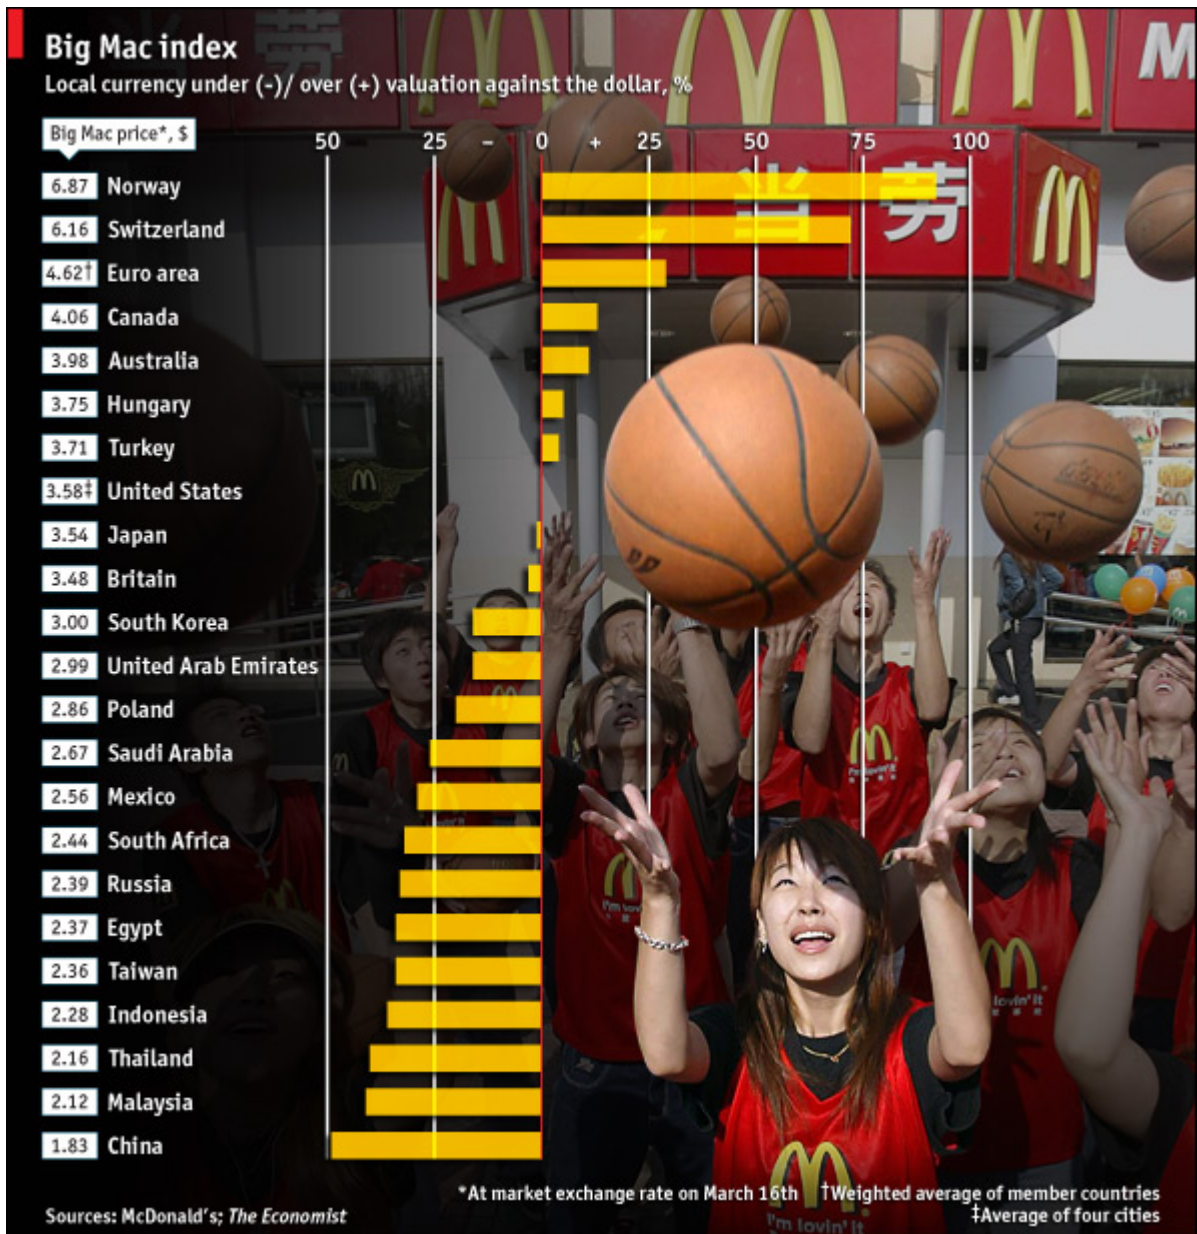 Big Mac index
Local currency under (-)/ over (+) valuation against the dollar, %
Big Mac price*, $
50 25 – 0 + 25 50 75 100
6.87 Norway
6.16 Switzerland
4.62† Euro area
4.06 Canada
3.98 Australia
3.75 Hungary
3.71 Turkey
3.58‡ United States
3.54 Japan
3.48 Britain
3.00 South Korea
2.99 United Arab Emirates
2.86 Poland
2.67 Saudi Arabia
2.56 Mexico
2.44 South Africa
2.39 Russia
2.37 Egypt
2.36 Taiwan
2.28 Indonesia
2.16 Thailand
2.12 Malaysia
1.83 China
*At market exchange rate on March 16th †Weighted average of member countries
‡Average of four cities
Sources: McDonald's; The Economist
劳
M
当 劳
i'm lovin' it
i'm lovin' it